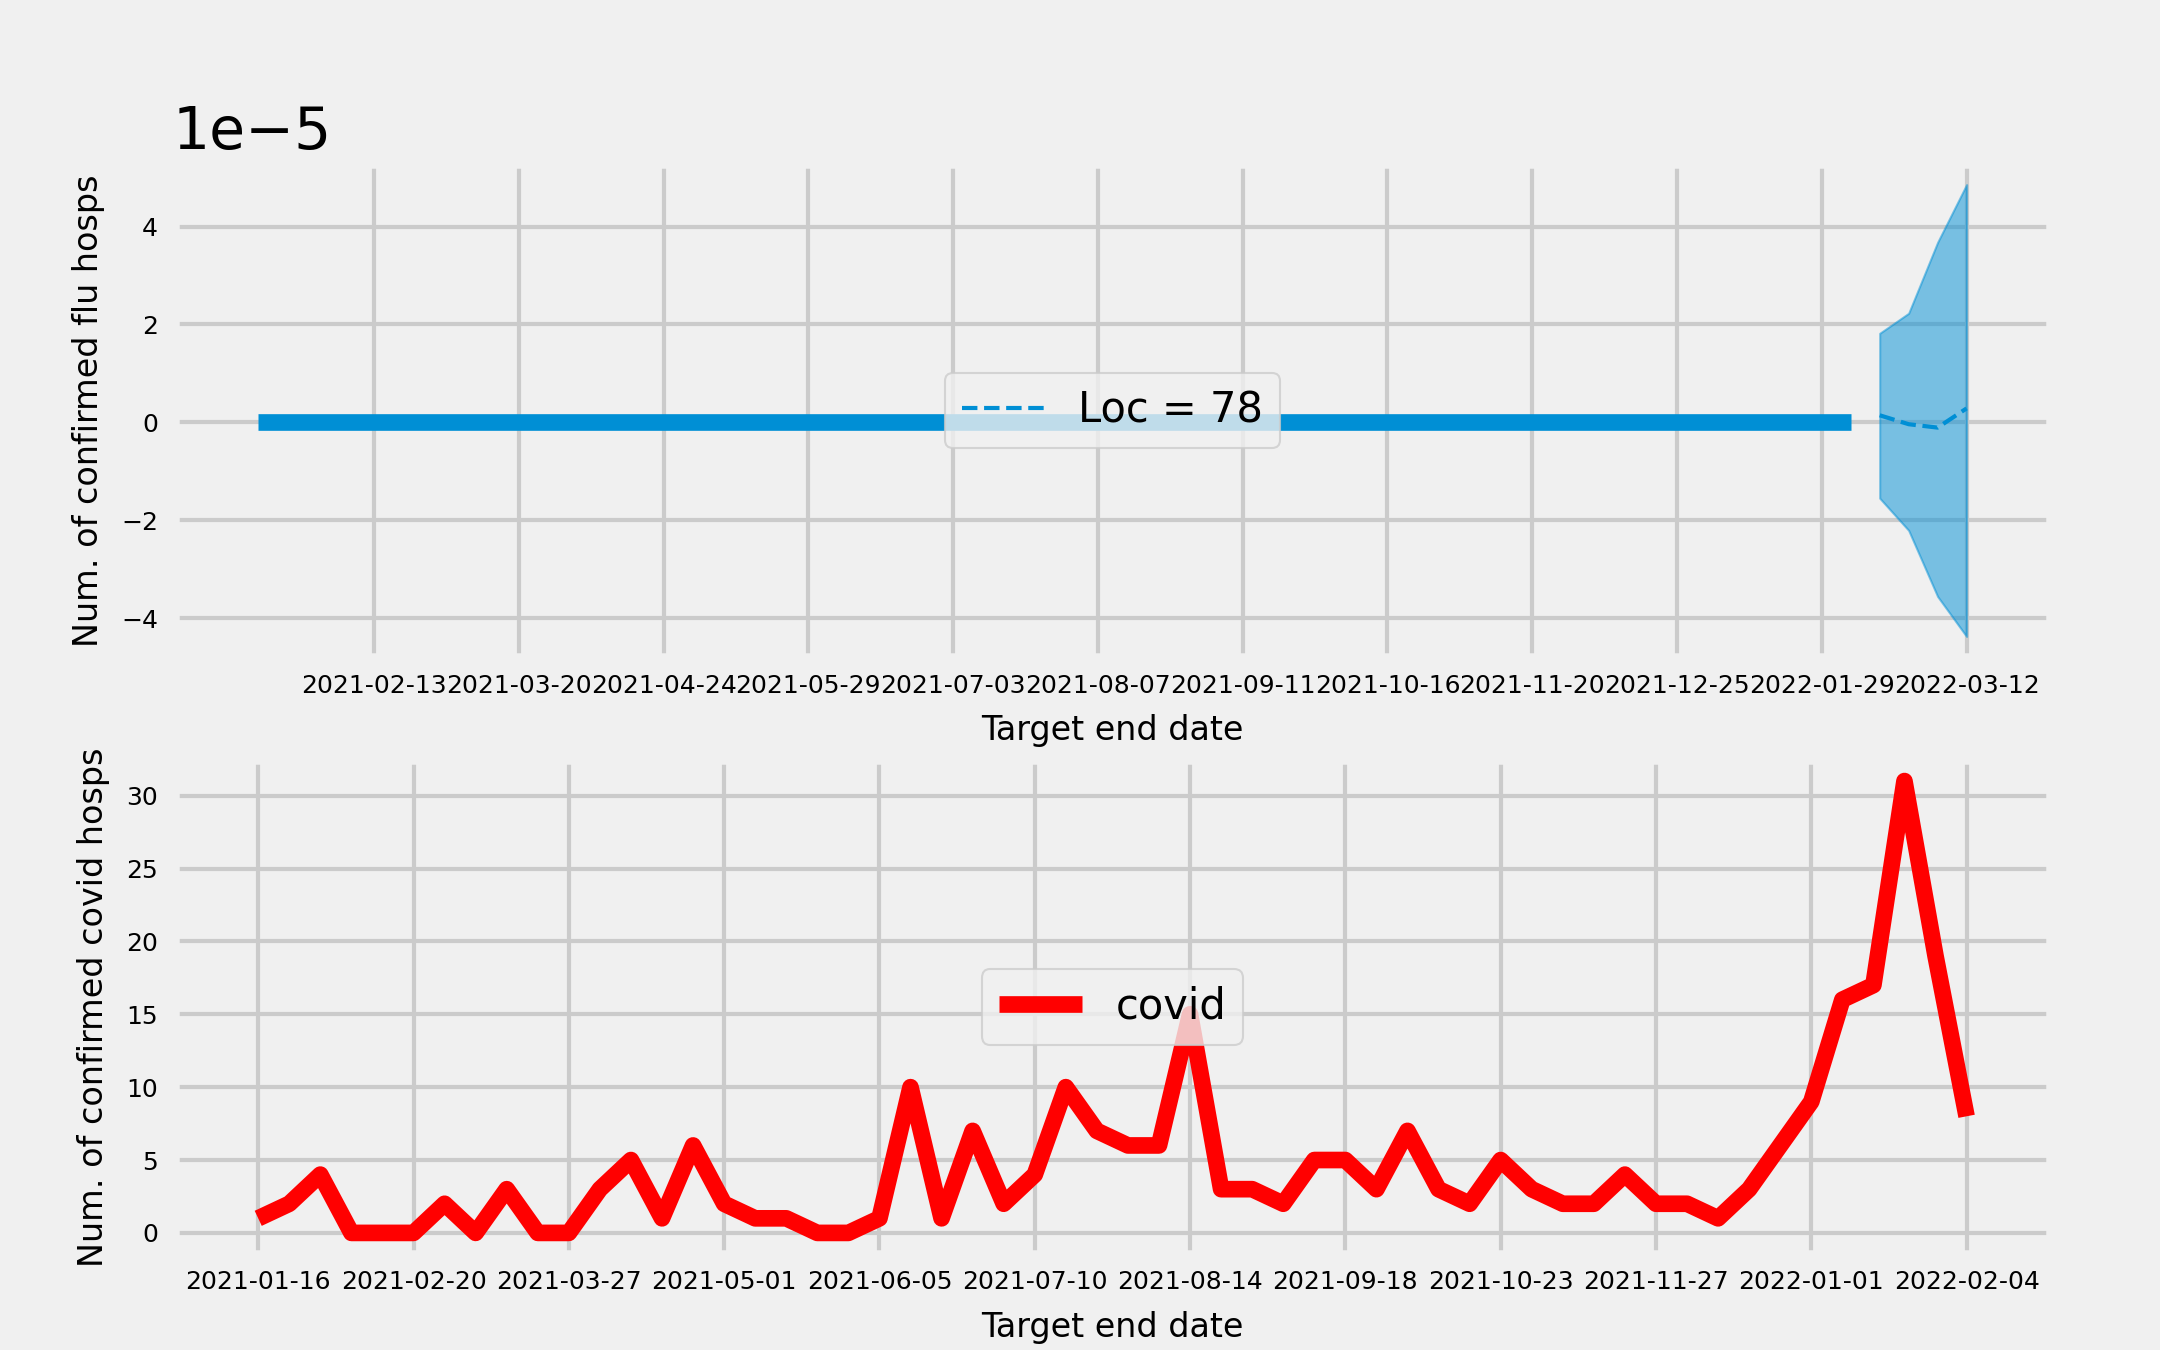 1e−5
Num. of confirmed flu hosps
4
2
0
−2
−4
Loc = 78
2021-02-13 2021-03-20 2021-04-24 2021-05-29 2021-07-03 2021-08-07 2021-09-11 2021-10-16 2021-11-20 2021-12-25 2022-01-29 2022-03-12
Target end date
Num. of confirmed covid hosps
30
25
20
15
10
5
0
covid
2021-01-16 2021-02-20 2021-03-27 2021-05-01 2021-06-05 2021-07-10 2021-08-14 2021-09-18 2021-10-23 2021-11-27 2022-01-01 2022-02-04
Target end date